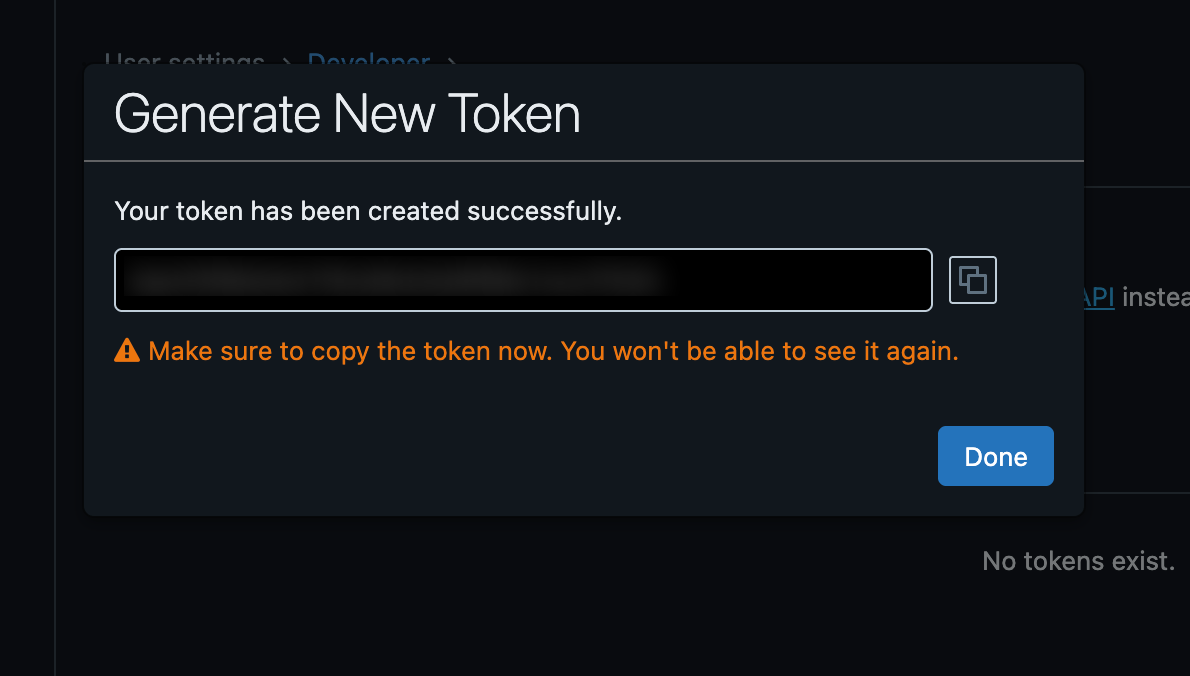 User settings > Developer >
Generate New Token
Your token has been created successfully.
API instea
Make sure to copy the token now. You won't be able to see it again.
Done
No tokens exist.